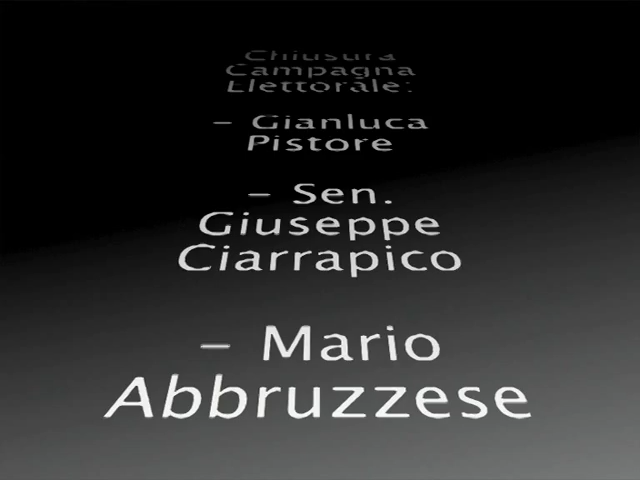 Chiusura
Campagna
Elettorale:
– Gianluca
Pistore
– Sen.
Giuseppe
Ciarrapico
– Mario
Abbruzzese